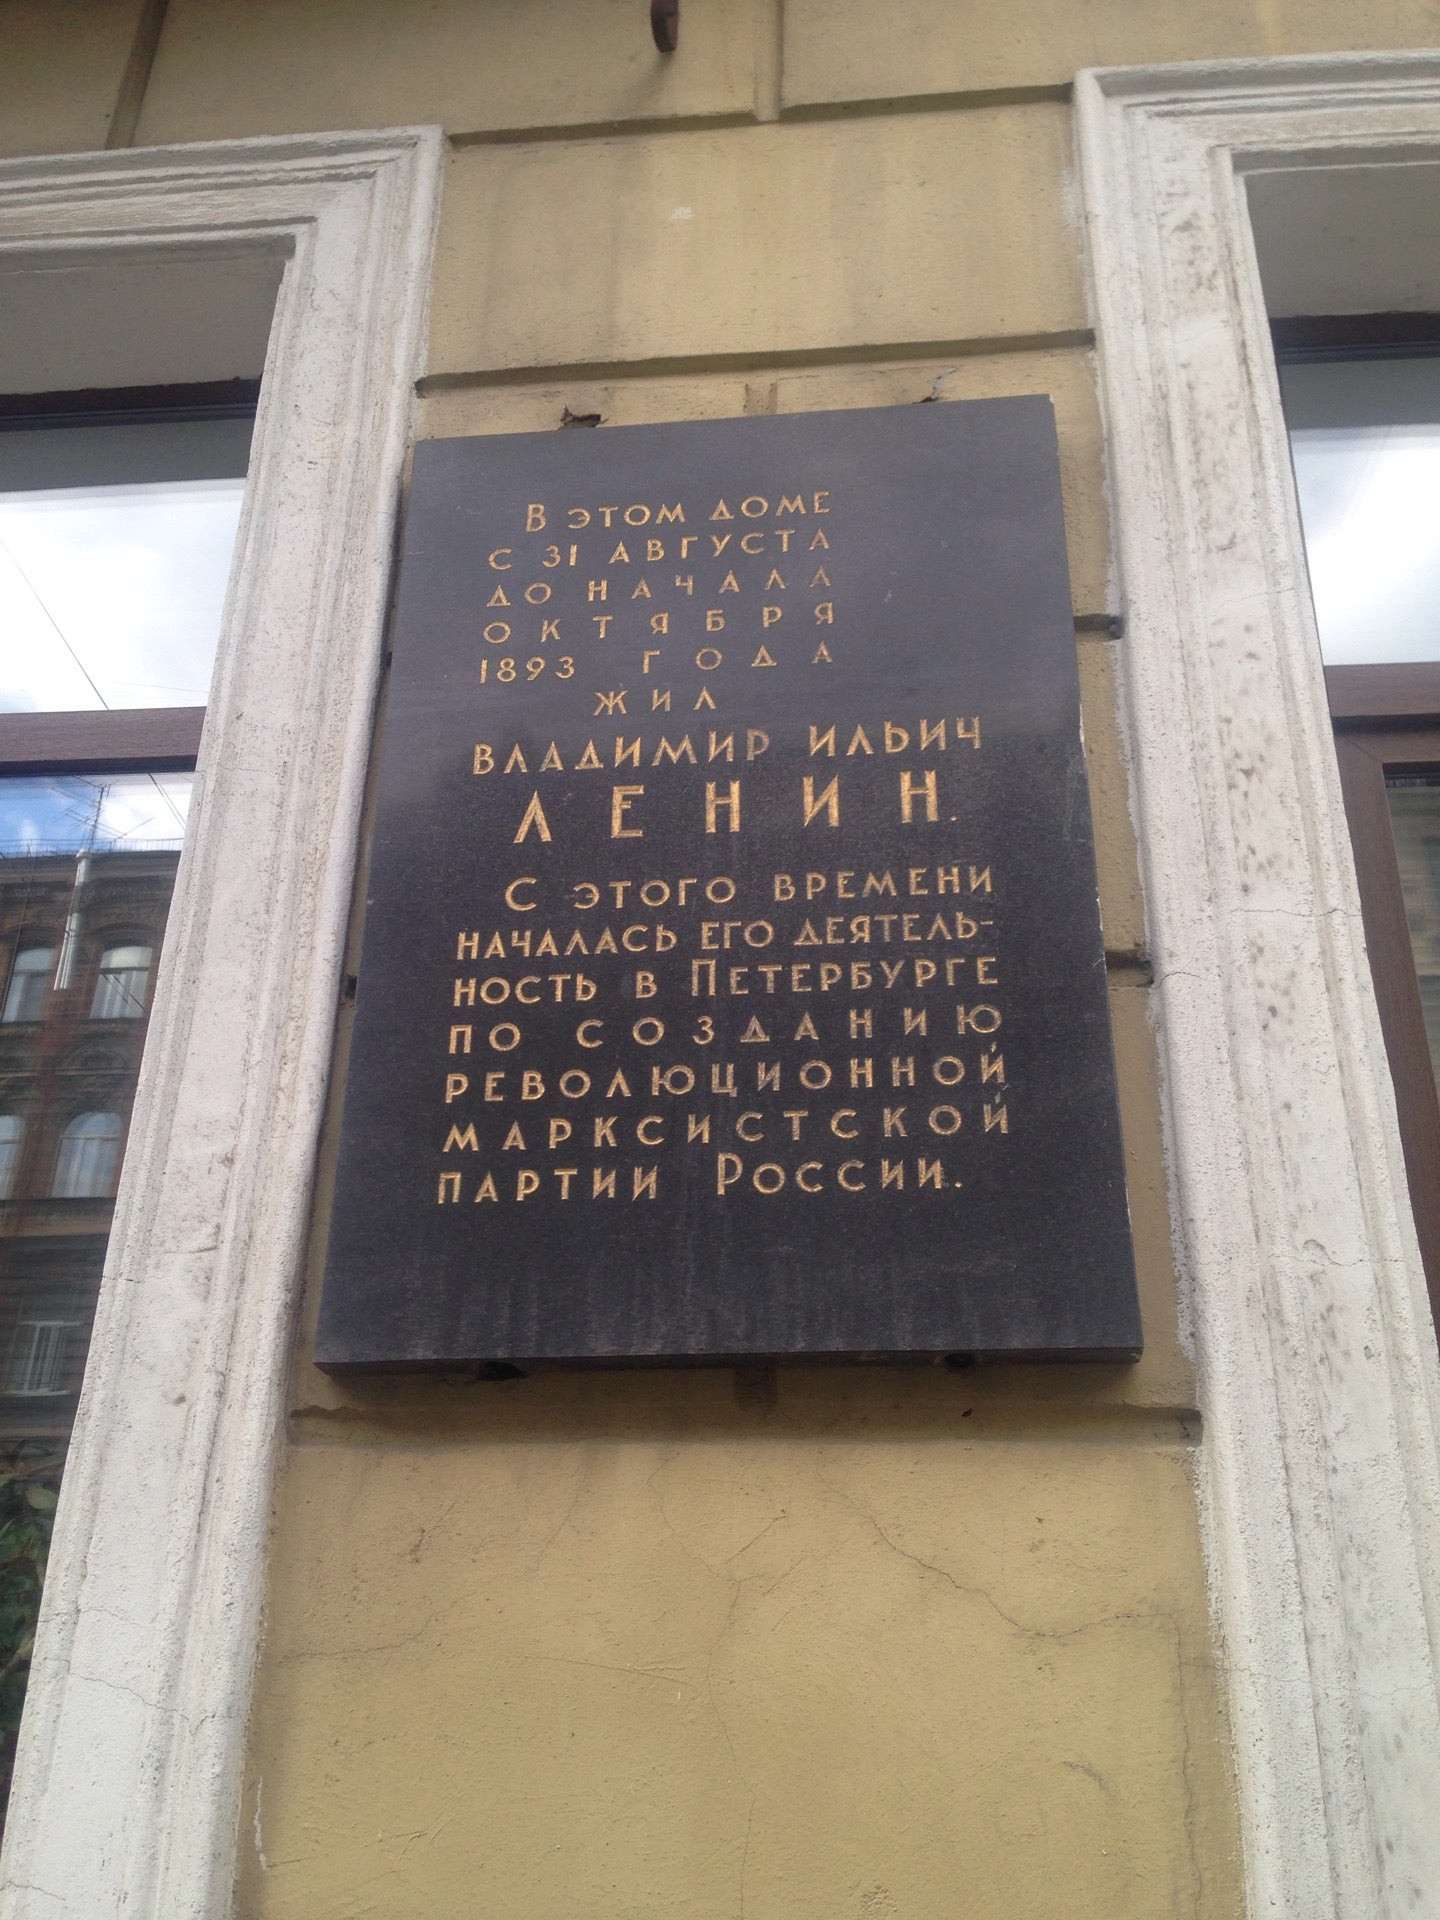 В этом доме
с 31 августа
до начала
октября
1893 года
жил
Владимир Ильич
ЛЕНИН.
С этого времени
началась его деятель-
ность в Петербурге
по созданию
революционной
марксистской
партии России.